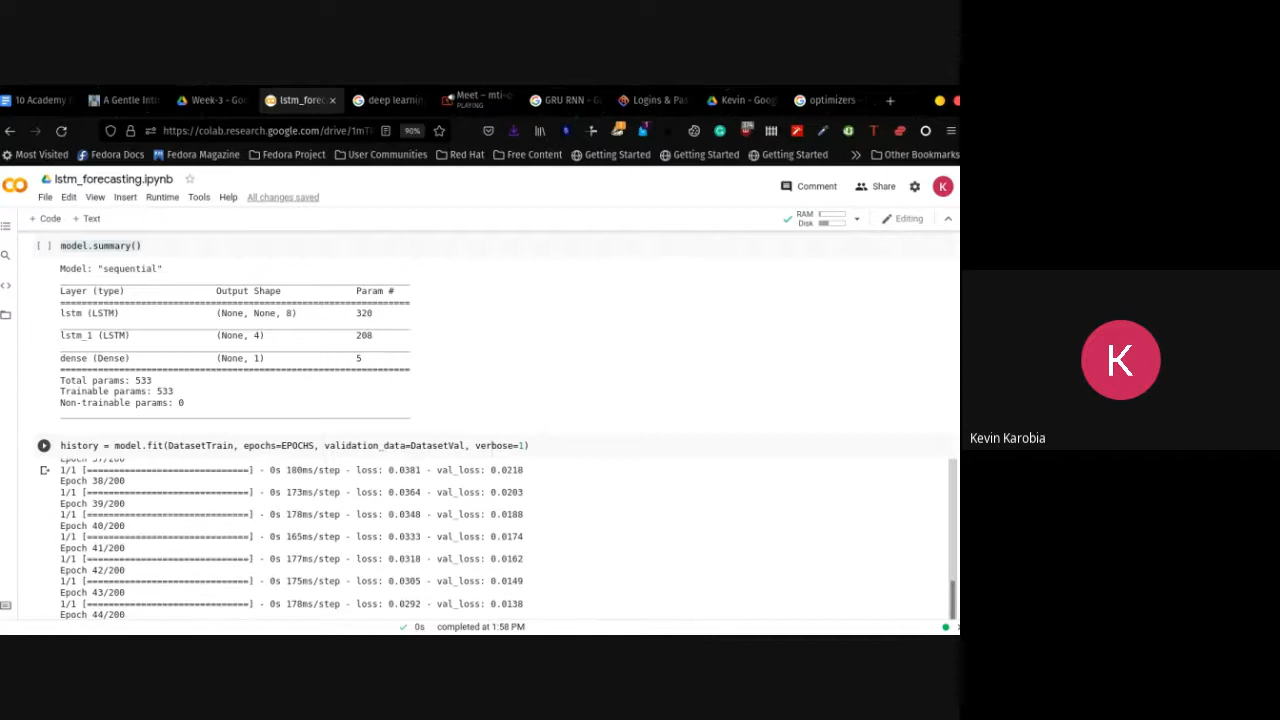 10 Academy
A Gentle Int
Week-3 - Goo
lstm_forec
deep learnin
Meet – mti-
PLAYING
GRU RNN - G
Logins & Pas
Kevin - Goog
optimizers –
https://colab.research.google.com/drive/1mT
90%
Most Visited
Fedora Docs
Fedora Magazine
Fedora Project
User Communities
Red Hat
Free Content
Getting Started
Getting Started
Getting Started
Other Bookmarks
lstm_forecasting.ipynb
Comment
Share
K
File Edit View Insert Runtime Tools Help All changes saved
+ Code + Text
RAM
Disk
Editing
[ ] model.summary()
Model: "sequential"
Layer (type) Output Shape Param #
lstm (LSTM) (None, None, 8) 320
lstm_1 (LSTM) (None, 4) 208
dense (Dense) (None, 1) 5
Total params: 533
Trainable params: 533
Non-trainable params: 0
history = model.fit(DatasetTrain, epochs=EPOCHS, validation_data=DatasetVal, verbose=1)
Epoch 37/200
1/1 [==============================] - 0s 180ms/step - loss: 0.0381 - val_loss: 0.0218
Epoch 38/200
1/1 [==============================] - 0s 173ms/step - loss: 0.0364 - val_loss: 0.0203
Epoch 39/200
1/1 [==============================] - 0s 178ms/step - loss: 0.0348 - val_loss: 0.0188
Epoch 40/200
1/1 [==============================] - 0s 165ms/step - loss: 0.0333 - val_loss: 0.0174
Epoch 41/200
1/1 [==============================] - 0s 177ms/step - loss: 0.0318 - val_loss: 0.0162
Epoch 42/200
1/1 [==============================] - 0s 175ms/step - loss: 0.0305 - val_loss: 0.0149
Epoch 43/200
1/1 [==============================] - 0s 178ms/step - loss: 0.0292 - val_loss: 0.0138
Epoch 44/200
0s completed at 1:58 PM
K
Kevin Karobia